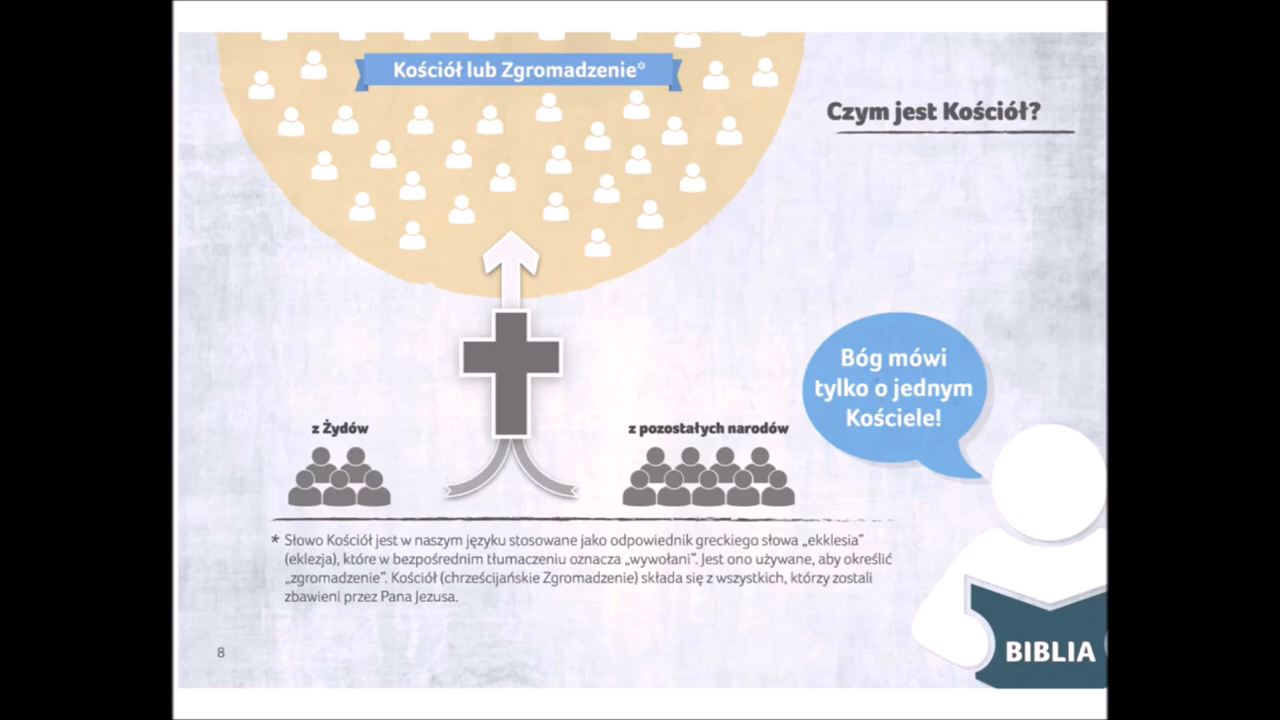 Kościół lub Zgromadzenie*
Czym jest Kościół?
Bóg mówi
tylko o jednym
Kościele!
z Żydów
z pozostałych narodów
* Słowo Kościół jest w naszym języku stosowane jako odpowiednik greckiego słowa „ekklesia”
(eklezja), które w bezpośrednim tłumaczeniu oznacza „wywołani”. Jest ono używane, aby określić
„zgromadzenie”. Kościół (chrześcijańskie Zgromadzenie) składa się z wszystkich, którzy zostali
zbawieni przez Pana Jezusa.
8
BIBLIA